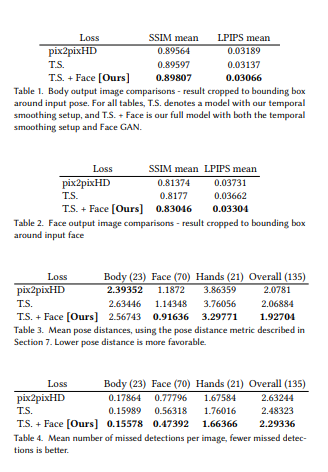 Loss SSIM mean LPIPS mean
pix2pixHD 0.89564 0.03189
T.S. 0.89597 0.03137
T.S. + Face [Ours] 0.89807 0.03066
Table 1. Body output image comparisons - result cropped to bounding box
around input pose. For all tables, T.S. denotes a model with our temporal
smoothing setup, and T.S. + Face is our full model with both the temporal
smoothing setup and Face GAN.
Loss SSIM mean LPIPS mean
pix2pixHD 0.81374 0.03731
T.S. 0.8177 0.03662
T.S. + Face [Ours] 0.83046 0.03304
Table 2. Face output image comparisons - result cropped to bounding box
around input face
Loss Body (23) Face (70) Hands (21) Overall (135)
pix2pixHD 2.39352 1.1872 3.86359 2.0781
T.S. 2.63446 1.14348 3.76056 2.06884
T.S. + Face [Ours] 2.56743 0.91636 3.29771 1.92704
Table 3. Mean pose distances, using the pose distance metric described in
Section 7. Lower pose distance is more favorable.
Loss Body (23) Face (70) Hands (21) Overall (135)
pix2pixHD 0.17864 0.77796 1.67584 2.63244
T.S. 0.15989 0.56318 1.76016 2.48323
T.S. + Face [Ours] 0.15578 0.47392 1.66366 2.29336
Table 4. Mean number of missed detections per image, fewer missed detec-
tions is better.